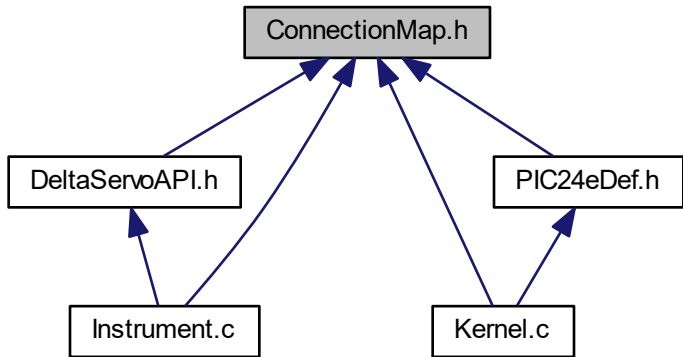 ConnectionMap.h
DeltaServoAPI.h
PIC24eDef.h
Instrument.c
Kernel.c